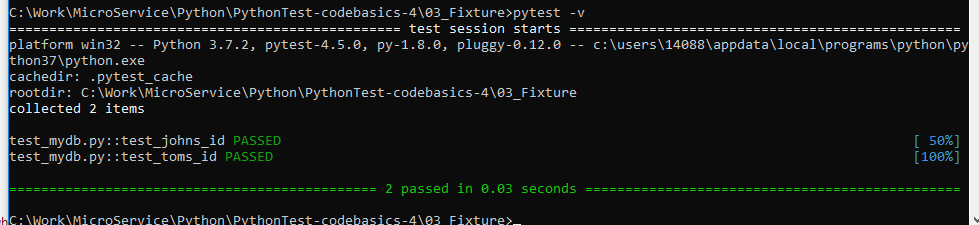 C:\Work\MicroService\Python\PythonTest-codebasics-4\03_Fixture>pytest -v
================================================= test session starts =================================================
platform win32 -- Python 3.7.2, pytest-4.5.0, py-1.8.0, pluggy-0.12.0 -- c:\users\14088\appdata\local\programs\python\py
thon37\python.exe
cachedir: .pytest_cache
rootdir: C:\Work\MicroService\Python\PythonTest-codebasics-4\03_Fixture
collected 2 items
test_mydb.py::test_johns_id PASSED [ 50%]
test_mydb.py::test_toms_id PASSED [100%]
============================================== 2 passed in 0.03 seconds ===============================================
C:\Work\MicroService\Python\PythonTest-codebasics-4\03_Fixture>